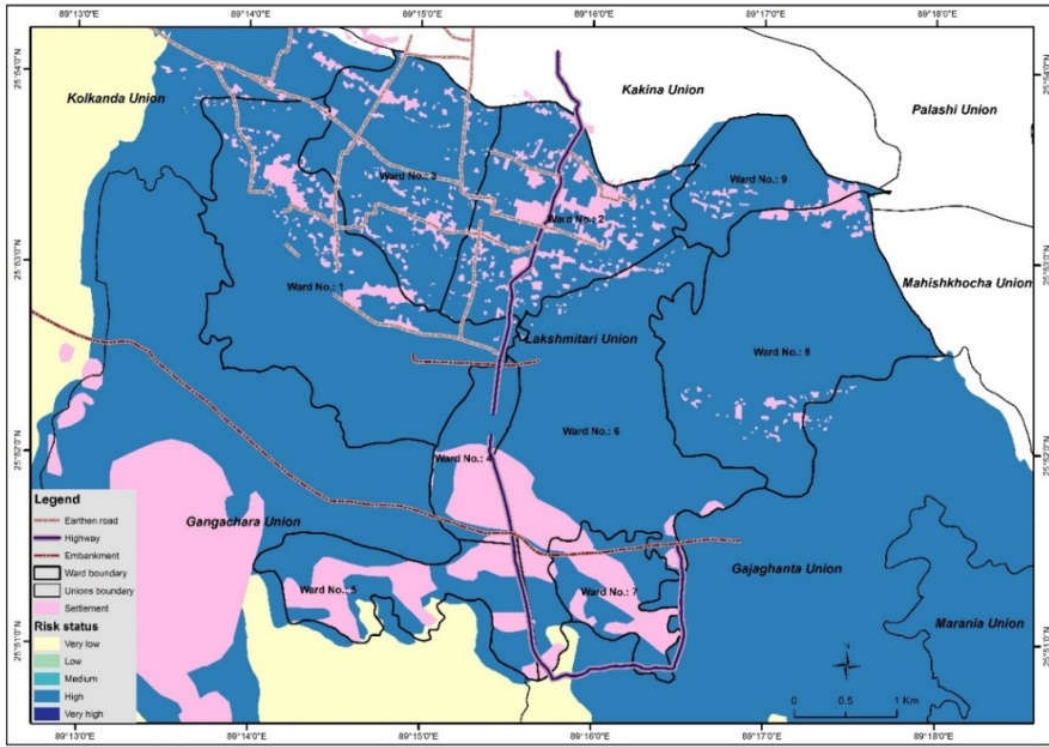 89°13'0"E 89°14'0"E 89°15'0"E 89°16'0"E 89°17'0"E 89°18'0"E
Kolkanda Union
Kakina Union
Palashi Union
Ward No.: 3
Ward No.: 9
Ward No.: 2
Mahishkhocha Union
Ward No.: 1
Lakshmitari Union
Ward No.: 8
Ward No.: 6
Ward No.: 4
Gangachara Union
Gajaghanta Union
Ward No.: 5
Ward No.: 7
Marania Union
Legend
Earthen road
Highway
Embankment
Ward boundary
Unions boundary
Settlement
Risk status
Very low
Low
Medium
High
Very high
N
0 0.5 1 Km
89°13'0"E 89°14'0"E 89°15'0"E 89°16'0"E 89°17'0"E 89°18'0"E